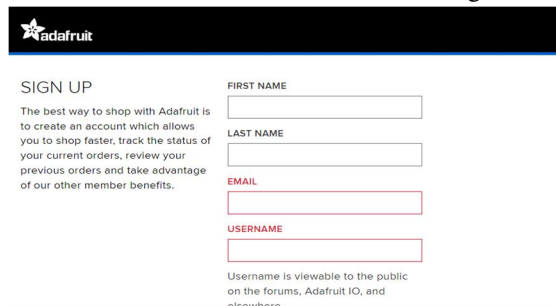 adafruit
SIGN UP
The best way to shop with Adafruit is
to create an account which allows
you to shop faster, track the status of
your current orders, review your
previous orders and take advantage
of our other member benefits.
FIRST NAME
LAST NAME
EMAIL
USERNAME
Username is viewable to the public
on the forums, Adafruit IO, and
elsewhere